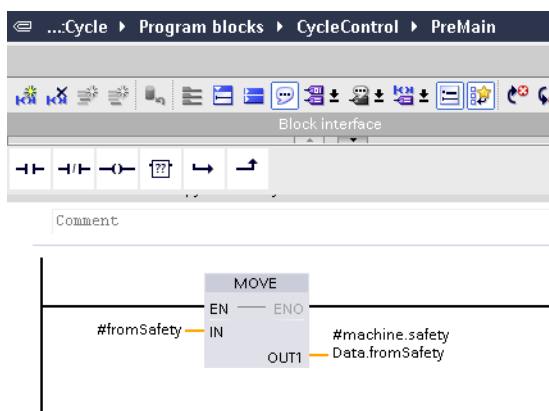 ...:Cycle ▸ Program blocks ▸ CycleControl ▸ PreMain
Block interface
??
Comment
MOVE
EN ENO
#fromSafety IN
#machine.safety
OUT1 Data.fromSafety